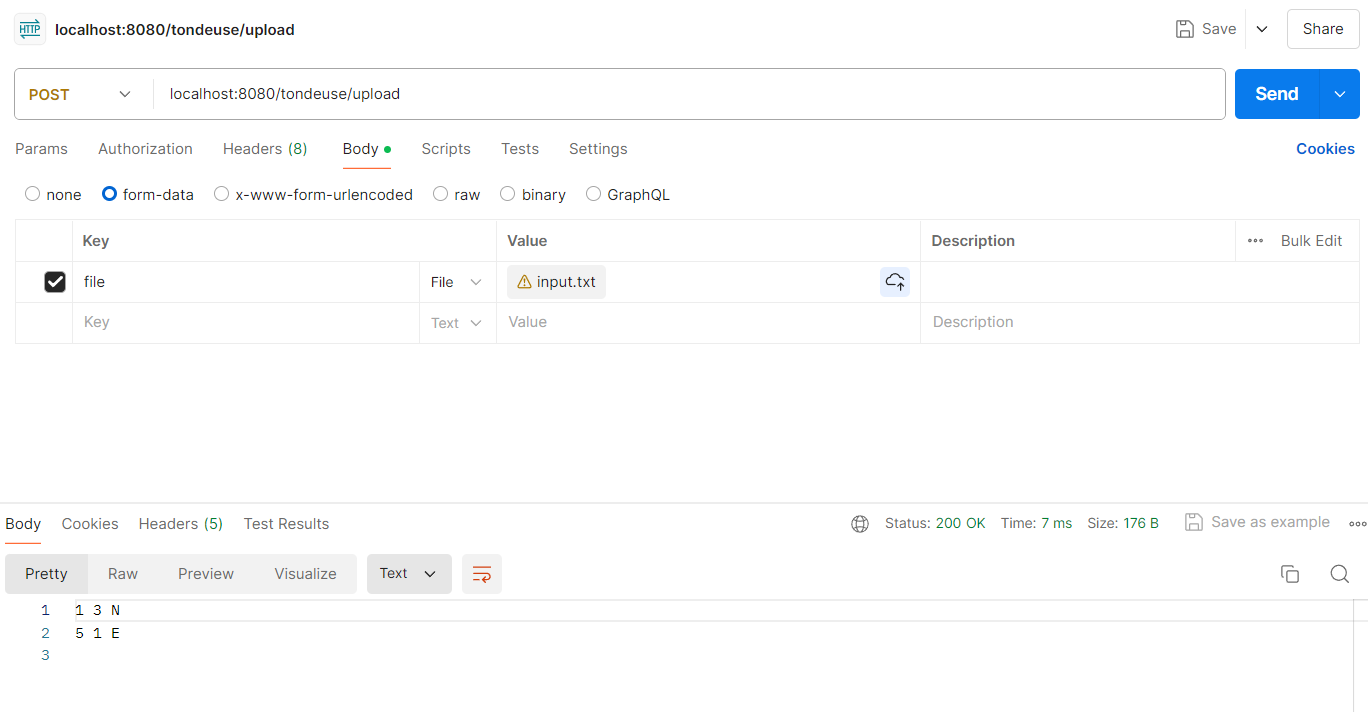 HTTP localhost:8080/tondeuse/upload Save Share
POST localhost:8080/tondeuse/upload Send
Params Authorization Headers (8) Body Scripts Tests Settings Cookies
none form-data x-www-form-urlencoded raw binary GraphQL
Key Value Description Bulk Edit
file File input.txt
Key Text Value Description
Body Cookies Headers (5) Test Results Status: 200 OK Time: 7 ms Size: 176 B Save as example
Pretty Raw Preview Visualize Text
1 1 3 N
2 5 1 E
3